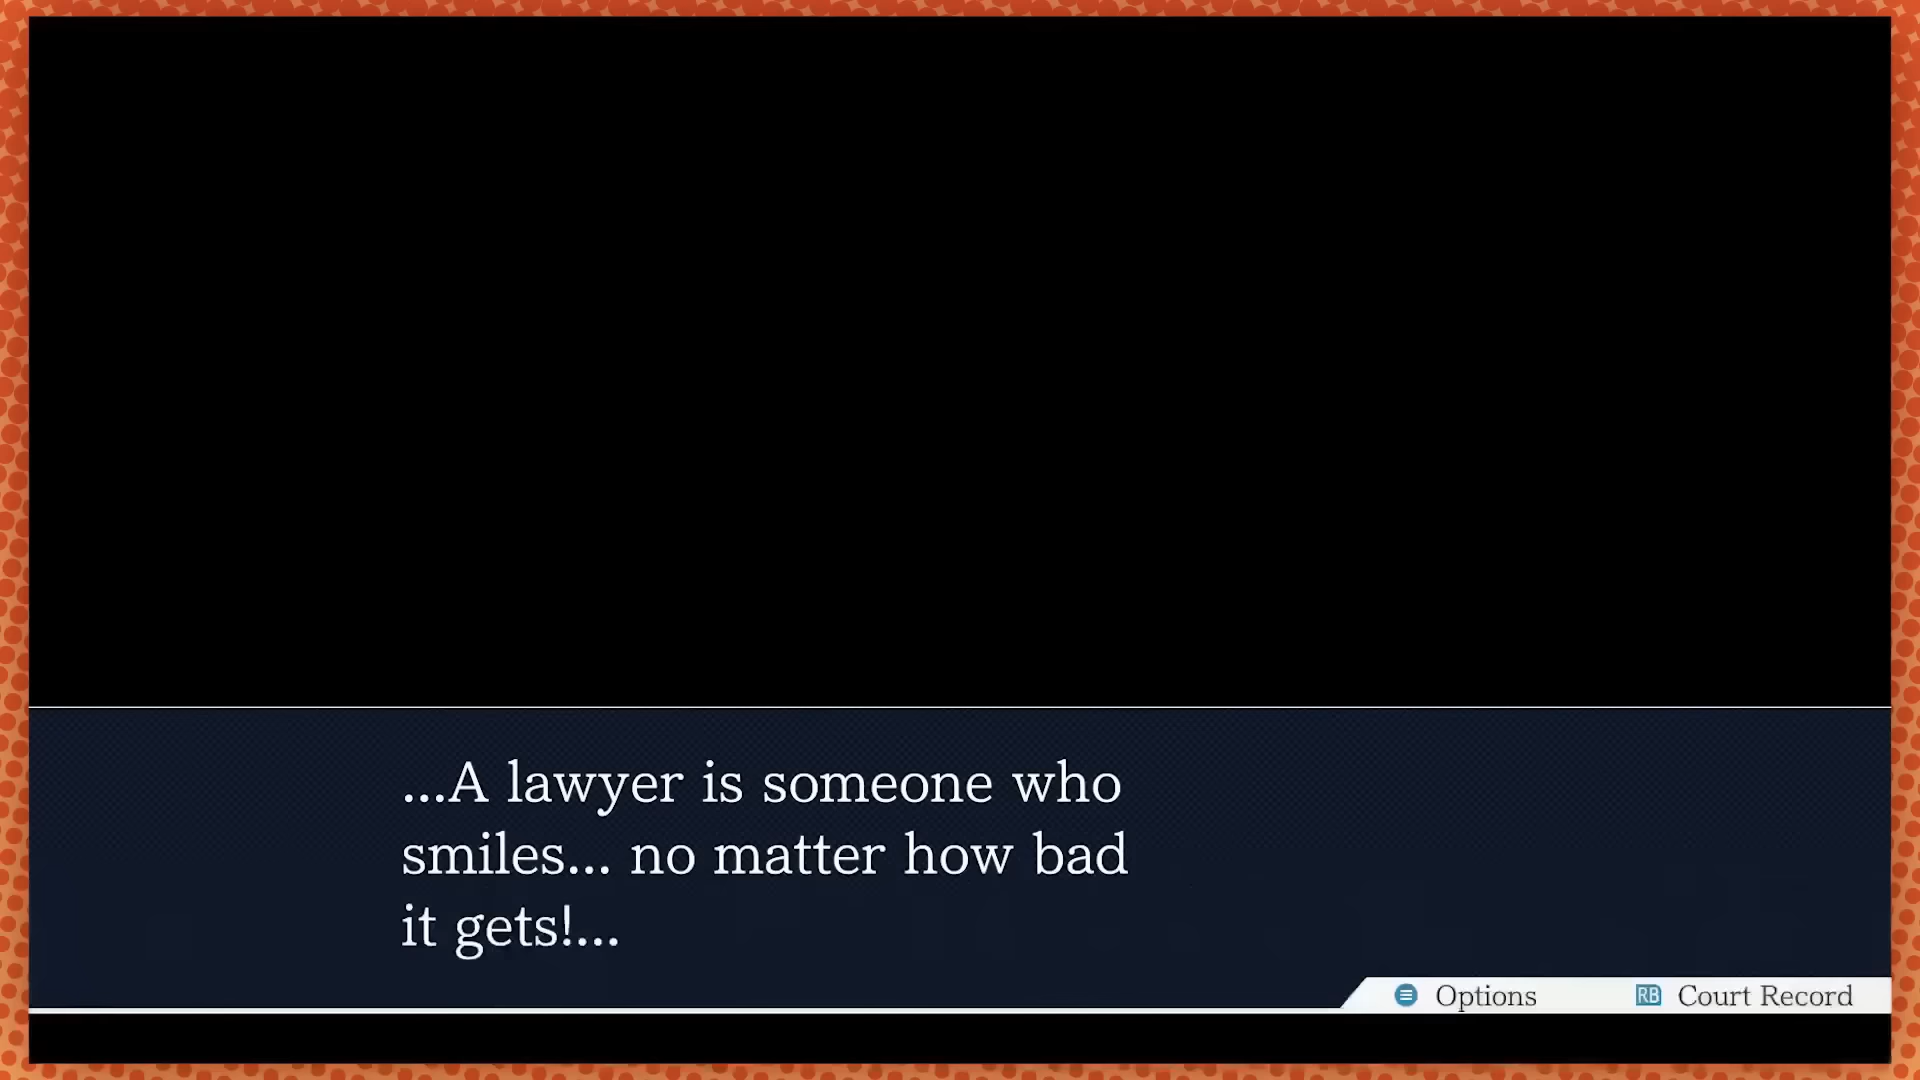 ...A lawyer is someone who
smiles... no matter how bad
it gets!...
Options
RB Court Record